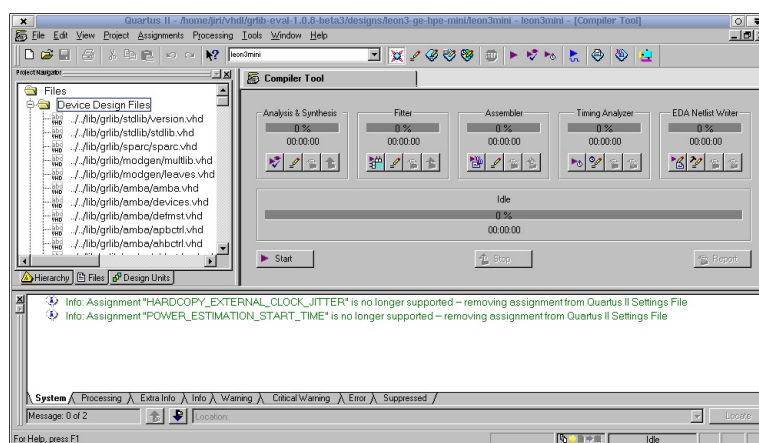 Quartus II - /home/jiri/vhdl/grlib-eval-1.0.8-beta3/designs/leon3-ge-hpe-mini/leon3mini - leon3mini - [Compiler Tool]
File Edit View Project Assignments Processing Tools Window Help
leon3mini
Project Navigator
Files
Device Design Files
../../lib/grlib/stdlib/version.vhd
../../lib/grlib/stdlib/stdlib.vhd
../../lib/grlib/sparc/sparc.vhd
../../lib/grlib/modgen/multlib.vhd
../../lib/grlib/modgen/leaves.vhd
../../lib/grlib/amba/amba.vhd
../../lib/grlib/amba/devices.vhd
../../lib/grlib/amba/defmst.vhd
../../lib/grlib/amba/apbctrl.vhd
../../lib/grlib/amba/ahbctrl.vhd
Hierarchy Files Design Units
Compiler Tool
Analysis & Synthesis Fitter Assembler Timing Analyzer EDA Netlist Writer
0 % 0 % 0 % 0 % 0 %
00:00:00 00:00:00 00:00:00 00:00:00 00:00:00
Idle
0 %
00:00:00
Start Stop Report
Info: Assignment "HARDCOPY_EXTERNAL_CLOCK_JITTER" is no longer supported -- removing assignment from Quartus II Settings File
Info: Assignment "POWER_ESTIMATION_START_TIME" is no longer supported -- removing assignment from Quartus II Settings File
System Processing Extra Info Info Warning Critical Warning Error Suppressed
Message: 0 of 2 Location: Locate
For Help, press F1 Idle